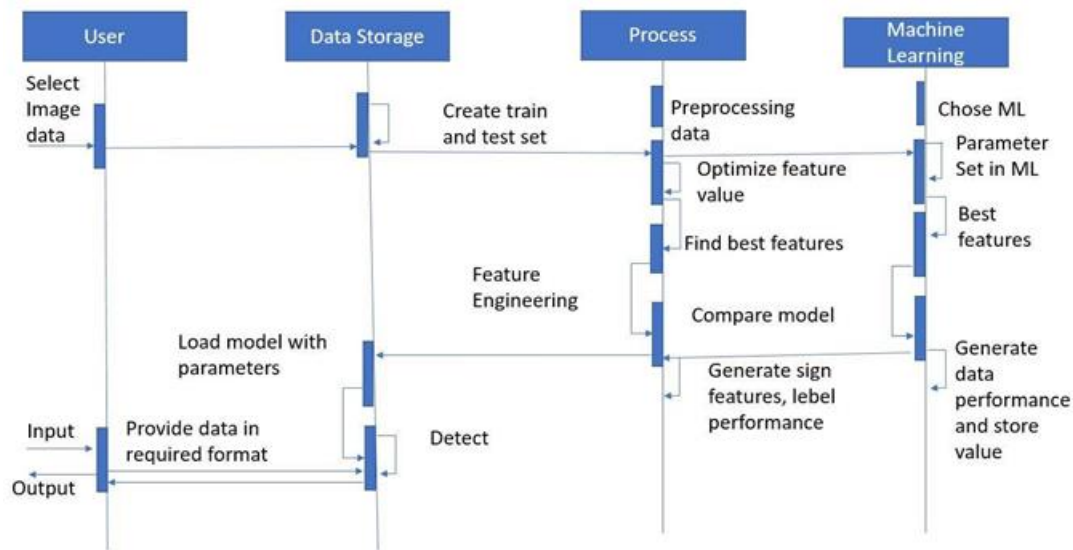 User
Data Storage
Process
Machine
Learning
Select
Image
data
Create train
and test set
Preprocessing
data
Chose ML
Parameter
Set in ML
Optimize feature
value
Best
features
Find best features
Feature
Engineering
Compare model
Load model with
parameters
Generate sign
features, lebel
performance
Generate
data
performance
and store
value
Input
Provide data in
required format
Detect
Output